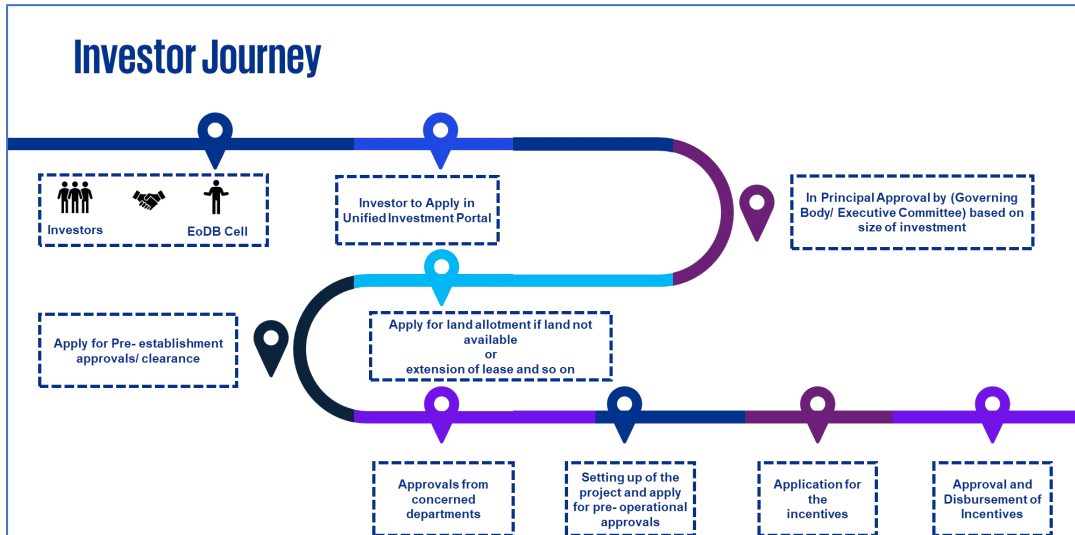 Investor Journey
Investors
EoDB Cell
Investor to Apply in
Unified Investment Portal
In Principal Approval by (Governing
Body/ Executive Committee) based on
size of investment
Apply for land allotment if land not
available
or
extension of lease and so on
Apply for Pre- establishment
approvals/ clearance
Approvals from
concerned
departments
Setting up of the
project and apply
for pre- operational
approvals
Application for
the
incentives
Approval and
Disbursement of
Incentives